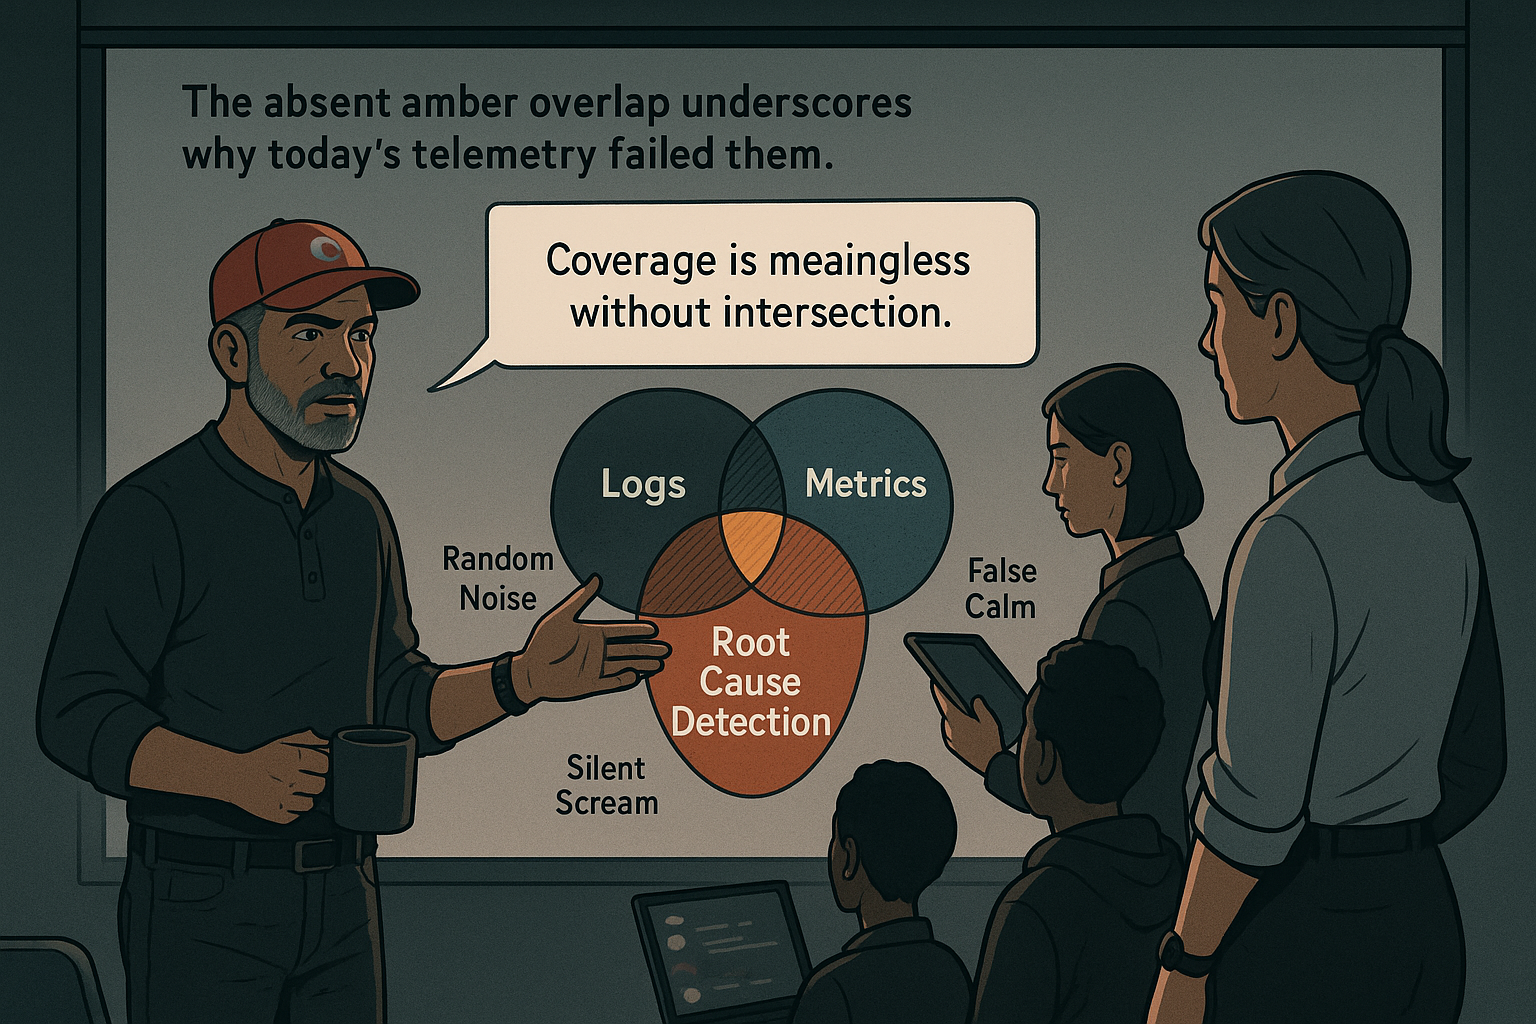 The absent amber overlap underscores
why today's telemetry failed them.
Coverage is meaingless
without intersection.
Logs
Metrics
Random
Noise
False
Calm
Root
Cause
Detection
Silent
Scream